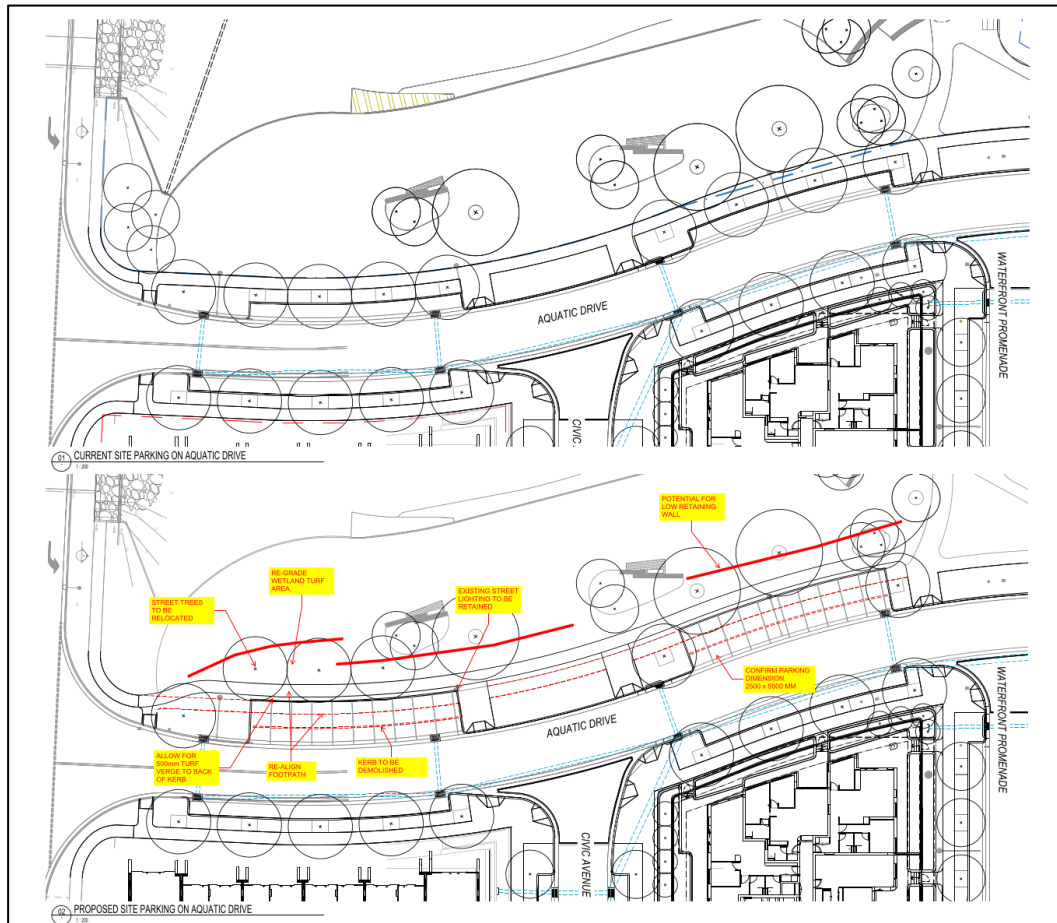 AQUATIC DRIVE
WATERFRONT PROMENADE
CIVIC
01 CURRENT SITE PARKING ON AQUATIC DRIVE
1 : 200
POTENTIAL FOR
LOW RETAINING
WALL
RE-GRADE
WETLAND TURF
AREA.
EXISTING STREET
LIGHTING TO BE
RETAINED
STREET TREES
TO BE
RELOCATED
CONFIRM PARKING
DIMENSION.
2500 x 5500 MM
AQUATIC DRIVE
WATERFRONT PROMENADE
ALLOW FOR
500mm TURF
VERGE TO BACK
OF KERB
RE-ALIGN
FOOTPATH
KERB TO BE
DEMOLISHED
CIVIC AVENUE
02 PROPOSED SITE PARKING ON AQUATIC DRIVE
1 : 200